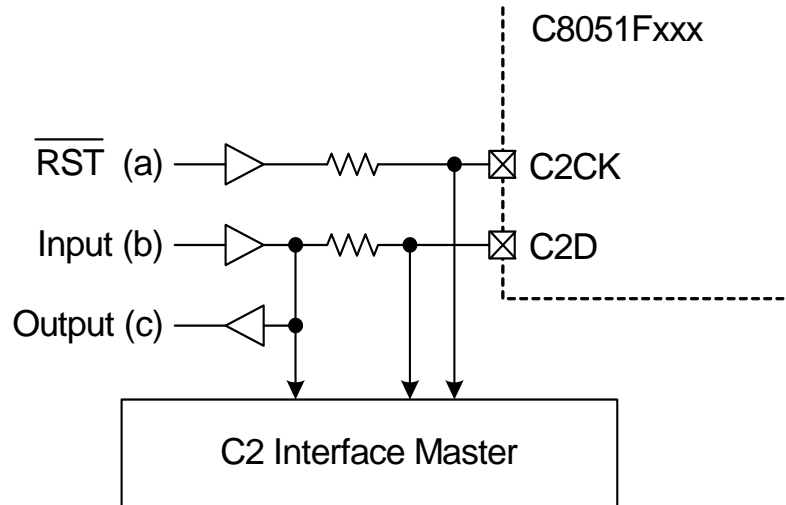 C8051Fxxx
RST (a)
C2CK
Input (b)
C2D
Output (c)
C2 Interface Master